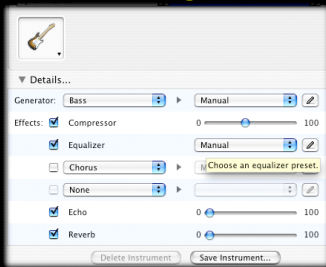 Details...
Generator: Bass Manual
Effects: Compressor 0 100
Equalizer Manual
Chorus M
Choose an equalizer preset.
None
Echo 0 100
Reverb 0 100
Delete Instrument Save Instrument...